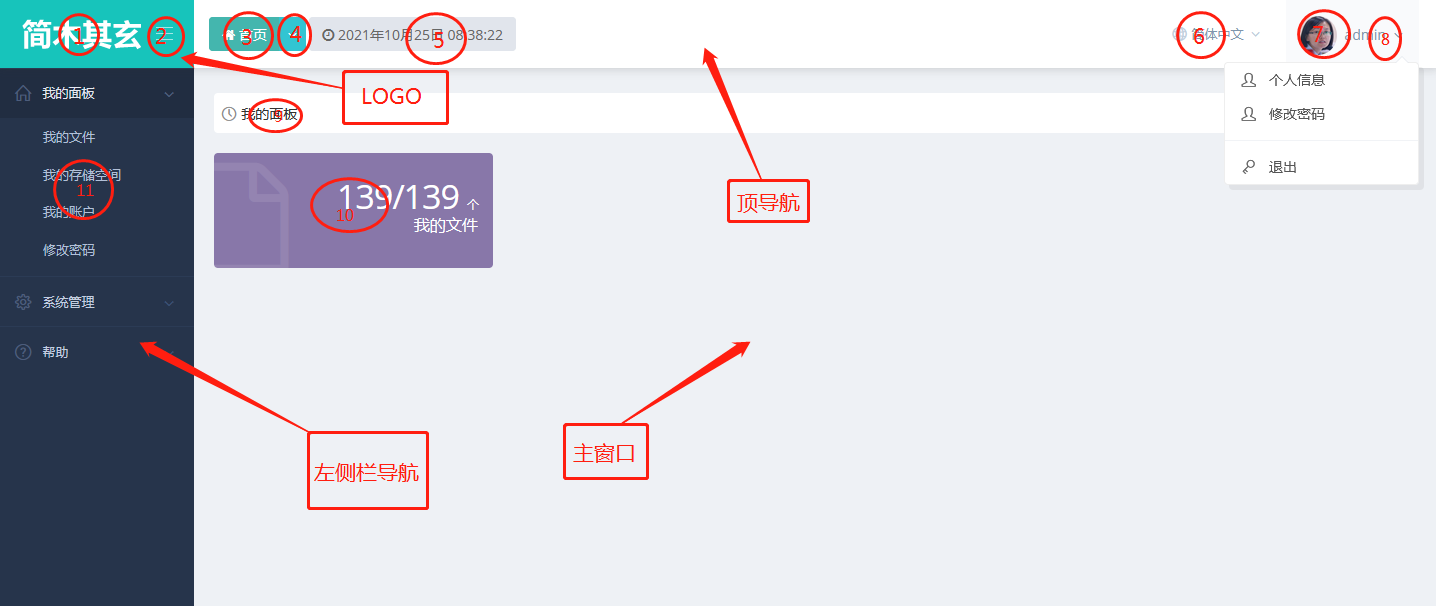 简木其玄
1
2
3
首页
4
2021年10月25日 08:38:22
5
6
简体中文
7
admin
8
LOGO
个人信息
修改密码
退出
我的面板
9
我的面板
我的文件
我的存储空间
11
我的账户
修改密码
系统管理
帮助
139/139 个
10
我的文件
顶导航
左侧栏导航
主窗口